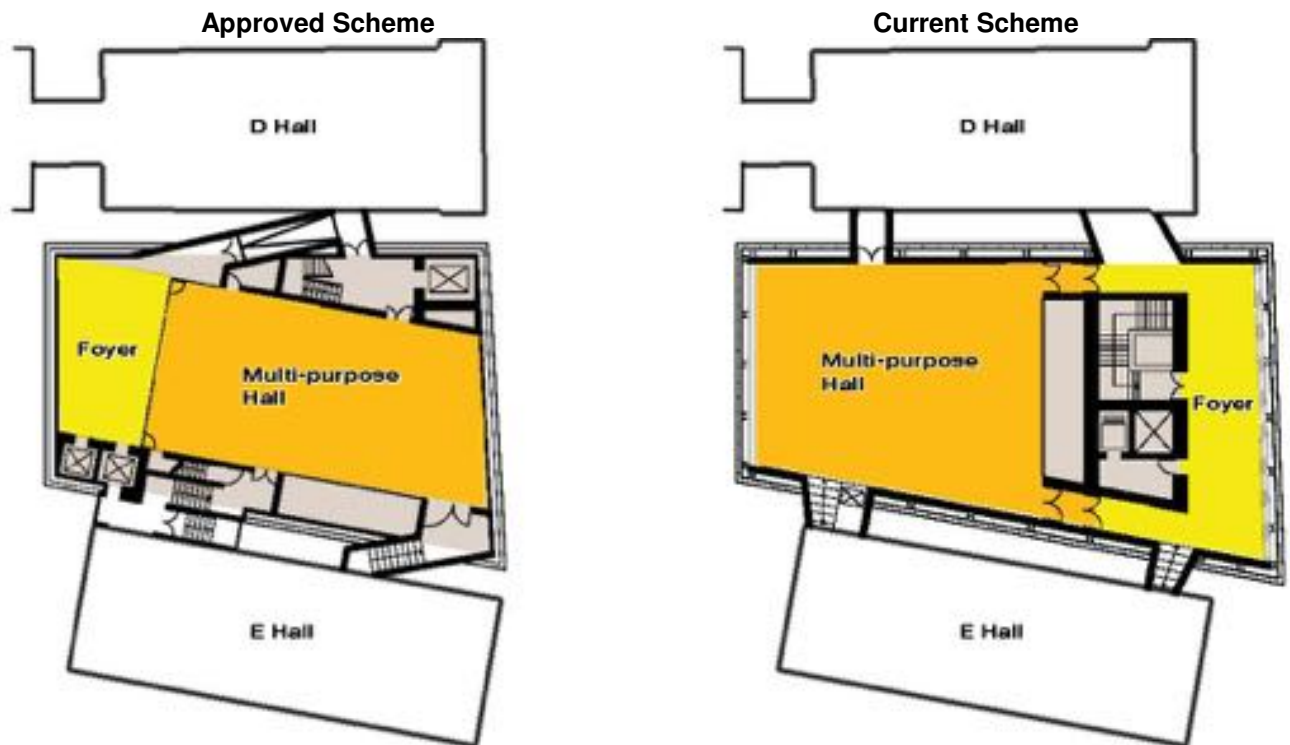 Approved Scheme
D Hall
Foyer
Multi-purpose
Hall
E Hall
Current Scheme
D Hall
Multi-purpose
Hall
Foyer
E Hall